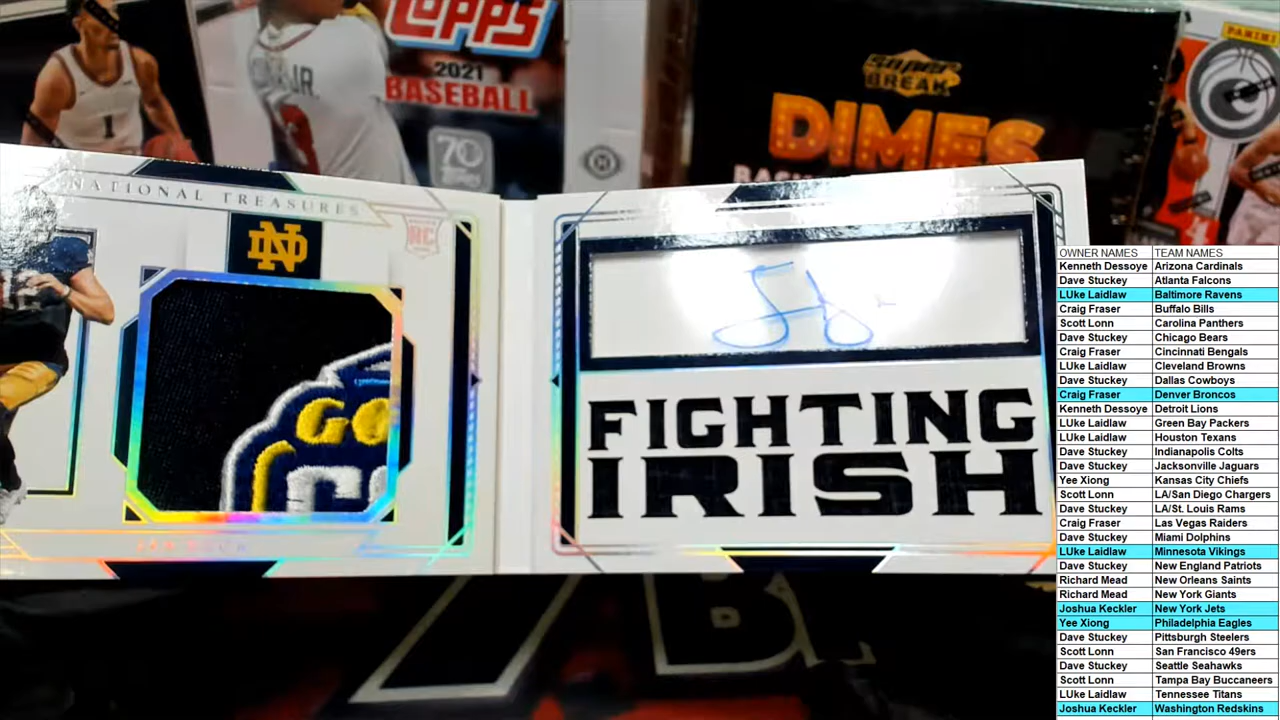 TOPPS
2021
BASEBALL
70
JR.
1
SUPER
BREAK
DIMES
PANINI
NATIONAL TREASURES
ND
RC
GO
FIGHTING
IRISH
OWNER NAMES TEAM NAMES
Kenneth Dessoye Arizona Cardinals
Dave Stuckey Atlanta Falcons
LUke Laidlaw Baltimore Ravens
Craig Fraser Buffalo Bills
Scott Lonn Carolina Panthers
Dave Stuckey Chicago Bears
Craig Fraser Cincinnati Bengals
LUke Laidlaw Cleveland Browns
Dave Stuckey Dallas Cowboys
Craig Fraser Denver Broncos
Kenneth Dessoye Detroit Lions
LUke Laidlaw Green Bay Packers
LUke Laidlaw Houston Texans
Dave Stuckey Indianapolis Colts
Dave Stuckey Jacksonville Jaguars
Yee Xiong Kansas City Chiefs
Scott Lonn LA/San Diego Chargers
Dave Stuckey LA/St. Louis Rams
Craig Fraser Las Vegas Raiders
Dave Stuckey Miami Dolphins
LUke Laidlaw Minnesota Vikings
Dave Stuckey New England Patriots
Richard Mead New Orleans Saints
Richard Mead New York Giants
Joshua Keckler New York Jets
Yee Xiong Philadelphia Eagles
Dave Stuckey Pittsburgh Steelers
Scott Lonn San Francisco 49ers
Dave Stuckey Seattle Seahawks
Scott Lonn Tampa Bay Buccaneers
LUke Laidlaw Tennessee Titans
Joshua Keckler Washington Redskins